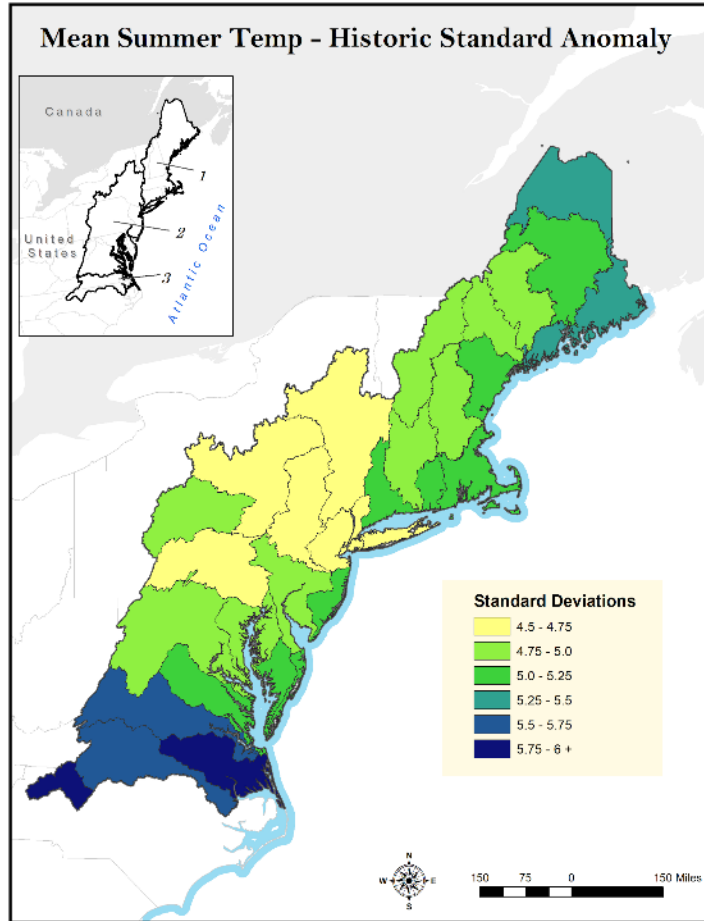 Mean Summer Temp - Historic Standard Anomaly
Canada
1
2
United
States
3
Atlantic Ocean
Standard Deviations
4.5 - 4.75
4.75 - 5.0
5.0 - 5.25
5.25 - 5.5
5.5 - 5.75
5.75 - 6 +
N
W
E
S
150 75 0 150 Miles